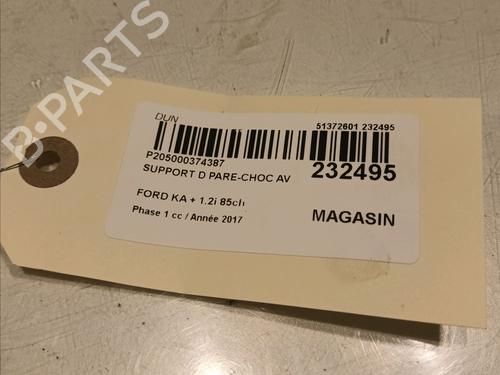 B-PARTS
DUN
51372601 232495
P205000374387
SUPPORT D PARE-CHOC AV
232495
FORD KA + 1.2i 85ch
Phase 1 cc / Année 2017
MAGASIN